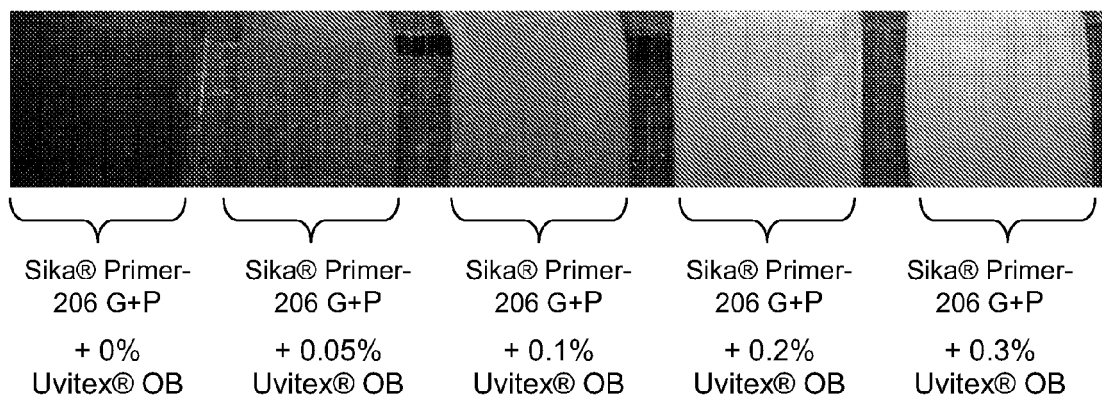 Sika® Primer-
206 G+P
+ 0%
Uvitex® OB
Sika® Primer-
206 G+P
+ 0.05%
Uvitex® OB
Sika® Primer-
206 G+P
+ 0.1%
Uvitex® OB
Sika® Primer-
206 G+P
+ 0.2%
Uvitex® OB
Sika® Primer-
206 G+P
+ 0.3%
Uvitex® OB